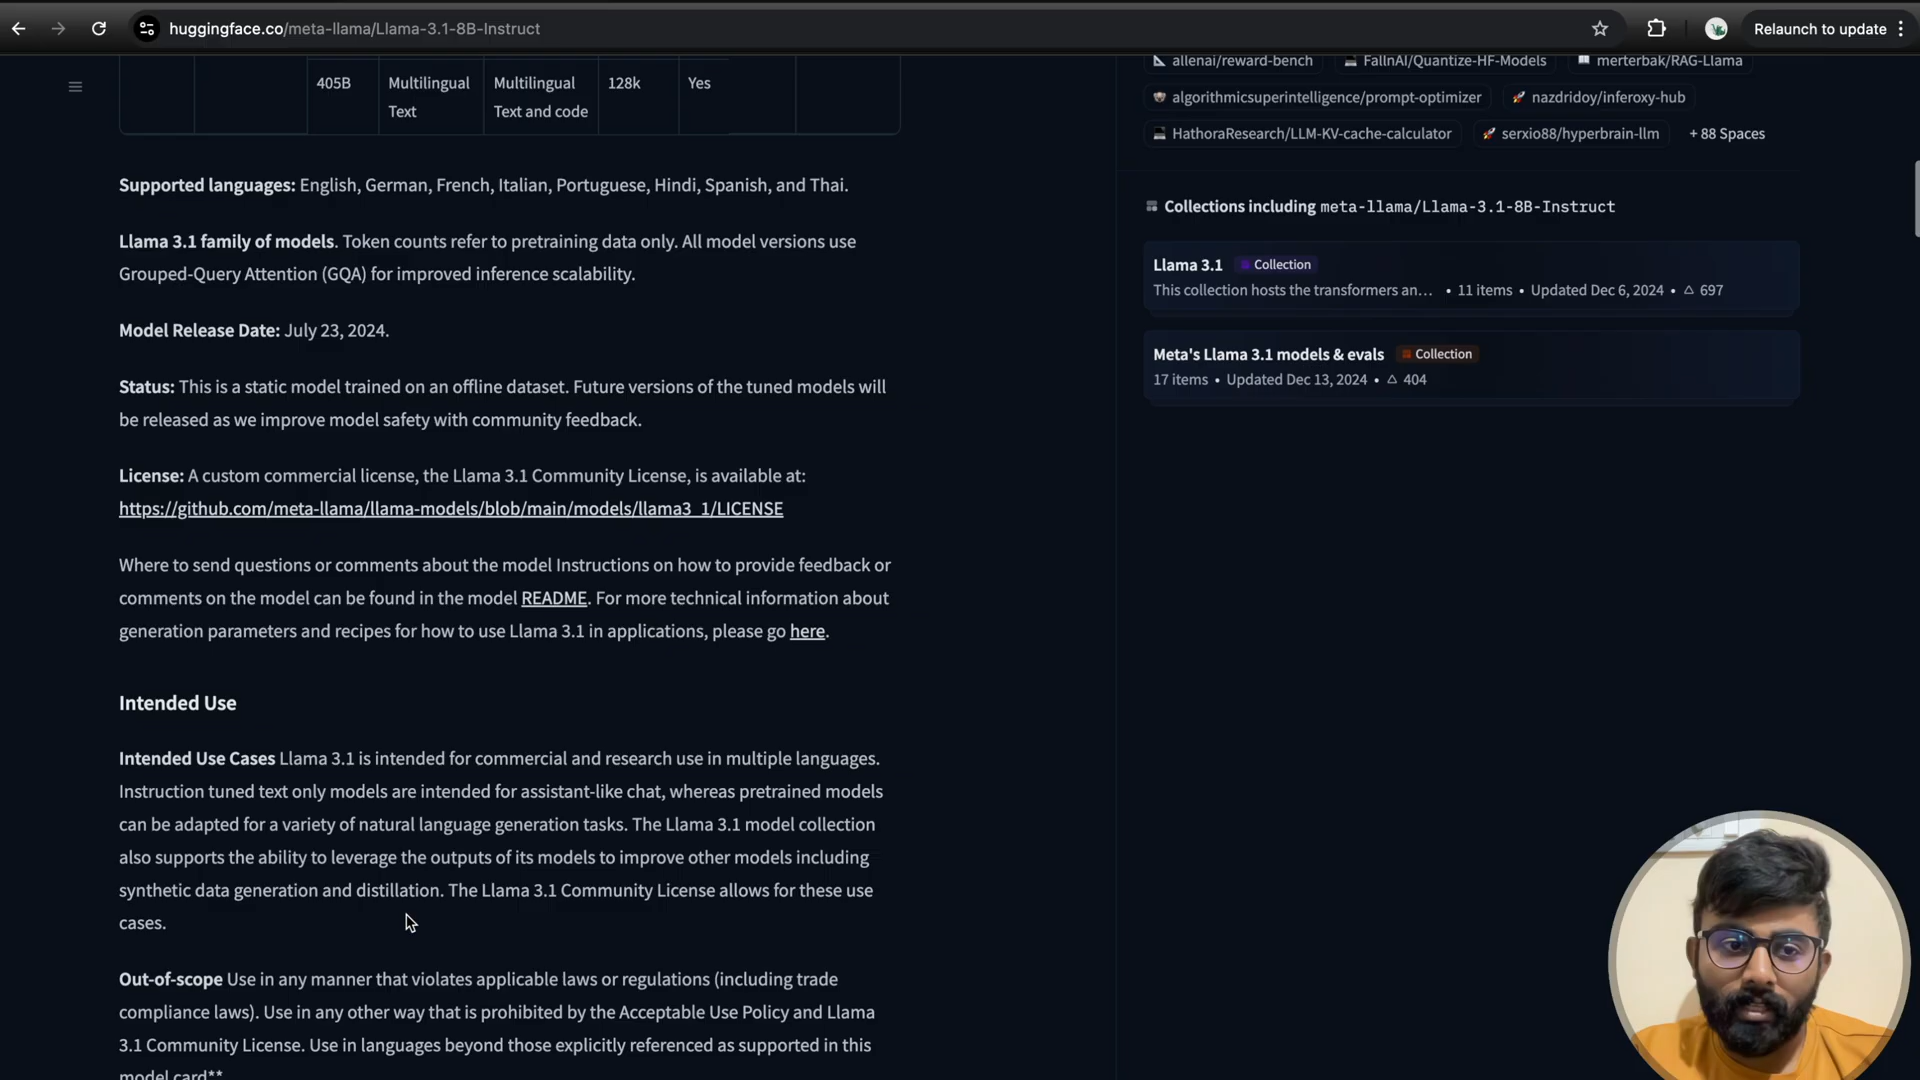 huggingface.co/meta-llama/Llama-3.1-8B-Instruct
Relaunch to update
405B
Multilingual
Text
Multilingual
Text and code
128k
Yes
Supported languages: English, German, French, Italian, Portuguese, Hindi, Spanish, and Thai.
Llama 3.1 family of models. Token counts refer to pretraining data only. All model versions use
Grouped-Query Attention (GQA) for improved inference scalability.
Model Release Date: July 23, 2024.
Status: This is a static model trained on an offline dataset. Future versions of the tuned models will
be released as we improve model safety with community feedback.
License: A custom commercial license, the Llama 3.1 Community License, is available at:
https://github.com/meta-llama/llama-models/blob/main/models/llama3_1/LICENSE
Where to send questions or comments about the model Instructions on how to provide feedback or
comments on the model can be found in the model README. For more technical information about
generation parameters and recipes for how to use Llama 3.1 in applications, please go here.
Intended Use
Intended Use Cases Llama 3.1 is intended for commercial and research use in multiple languages.
Instruction tuned text only models are intended for assistant-like chat, whereas pretrained models
can be adapted for a variety of natural language generation tasks. The Llama 3.1 model collection
also supports the ability to leverage the outputs of its models to improve other models including
synthetic data generation and distillation. The Llama 3.1 Community License allows for these use
cases.
Out-of-scope Use in any manner that violates applicable laws or regulations (including trade
compliance laws). Use in any other way that is prohibited by the Acceptable Use Policy and Llama
3.1 Community License. Use in languages beyond those explicitly referenced as supported in this
model card**.
allenai/reward-bench
FallnAI/Quantize-HF-Models
merterbak/RAG-Llama
algorithmicsuperintelligence/prompt-optimizer
nazdridoy/inferoxy-hub
HathoraResearch/LLM-KV-cache-calculator
serxio88/hyperbrain-llm
+ 88 Spaces
Collections including meta-llama/Llama-3.1-8B-Instruct
Llama 3.1 Collection
This collection hosts the transformers an… • 11 items • Updated Dec 6, 2024 • 697
Meta's Llama 3.1 models & evals Collection
17 items • Updated Dec 13, 2024 • 404